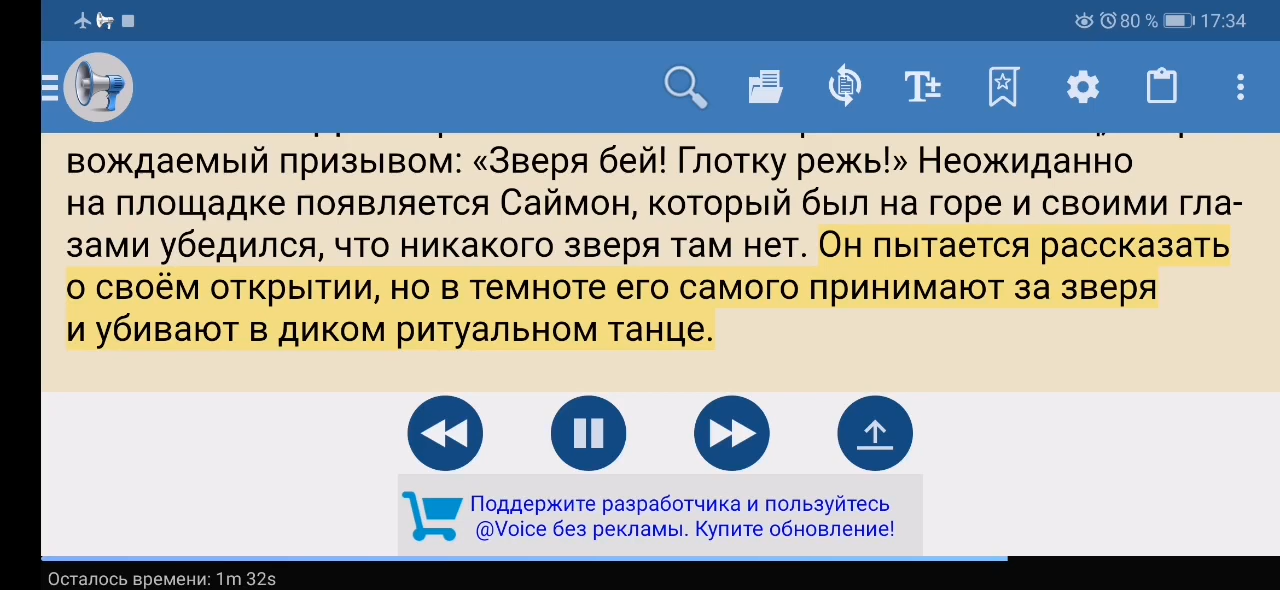 80 % 17:34
T±
вождаемый призывом: «Зверя бей! Глотку режь!» Неожиданно
на площадке появляется Саймон, который был на горе и своими гла-
зами убедился, что никакого зверя там нет. Он пытается рассказать
о своём открытии, но в темноте его самого принимают за зверя
и убивают в диком ритуальном танце.
Поддержите разработчика и пользуйтесь
@Voice без рекламы. Купите обновление!
Осталось времени: 1m 32s